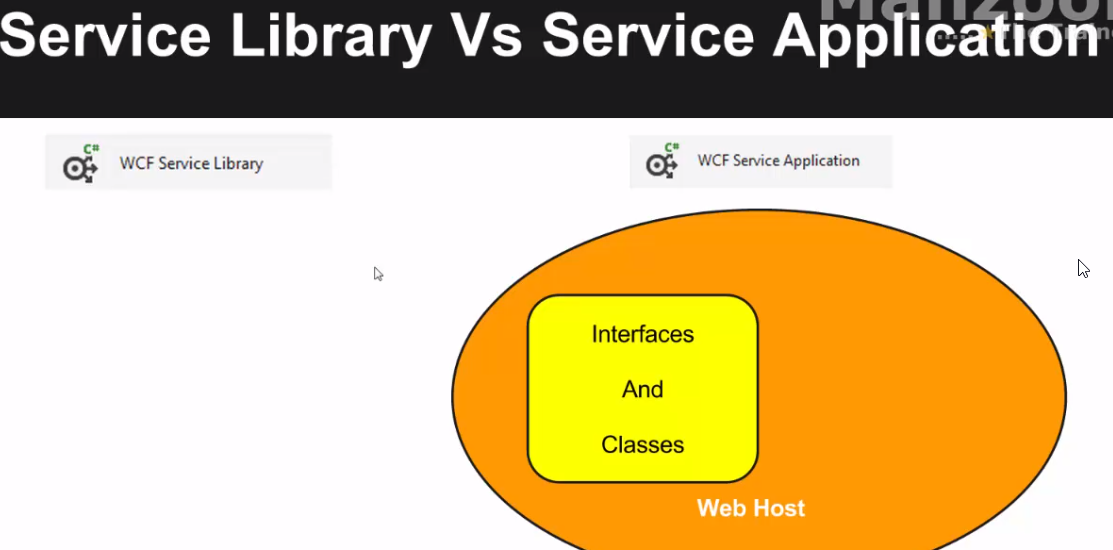 Service Library Vs Service Application
C#
WCF Service Library
C#
WCF Service Application
Interfaces
And
Classes
Web Host